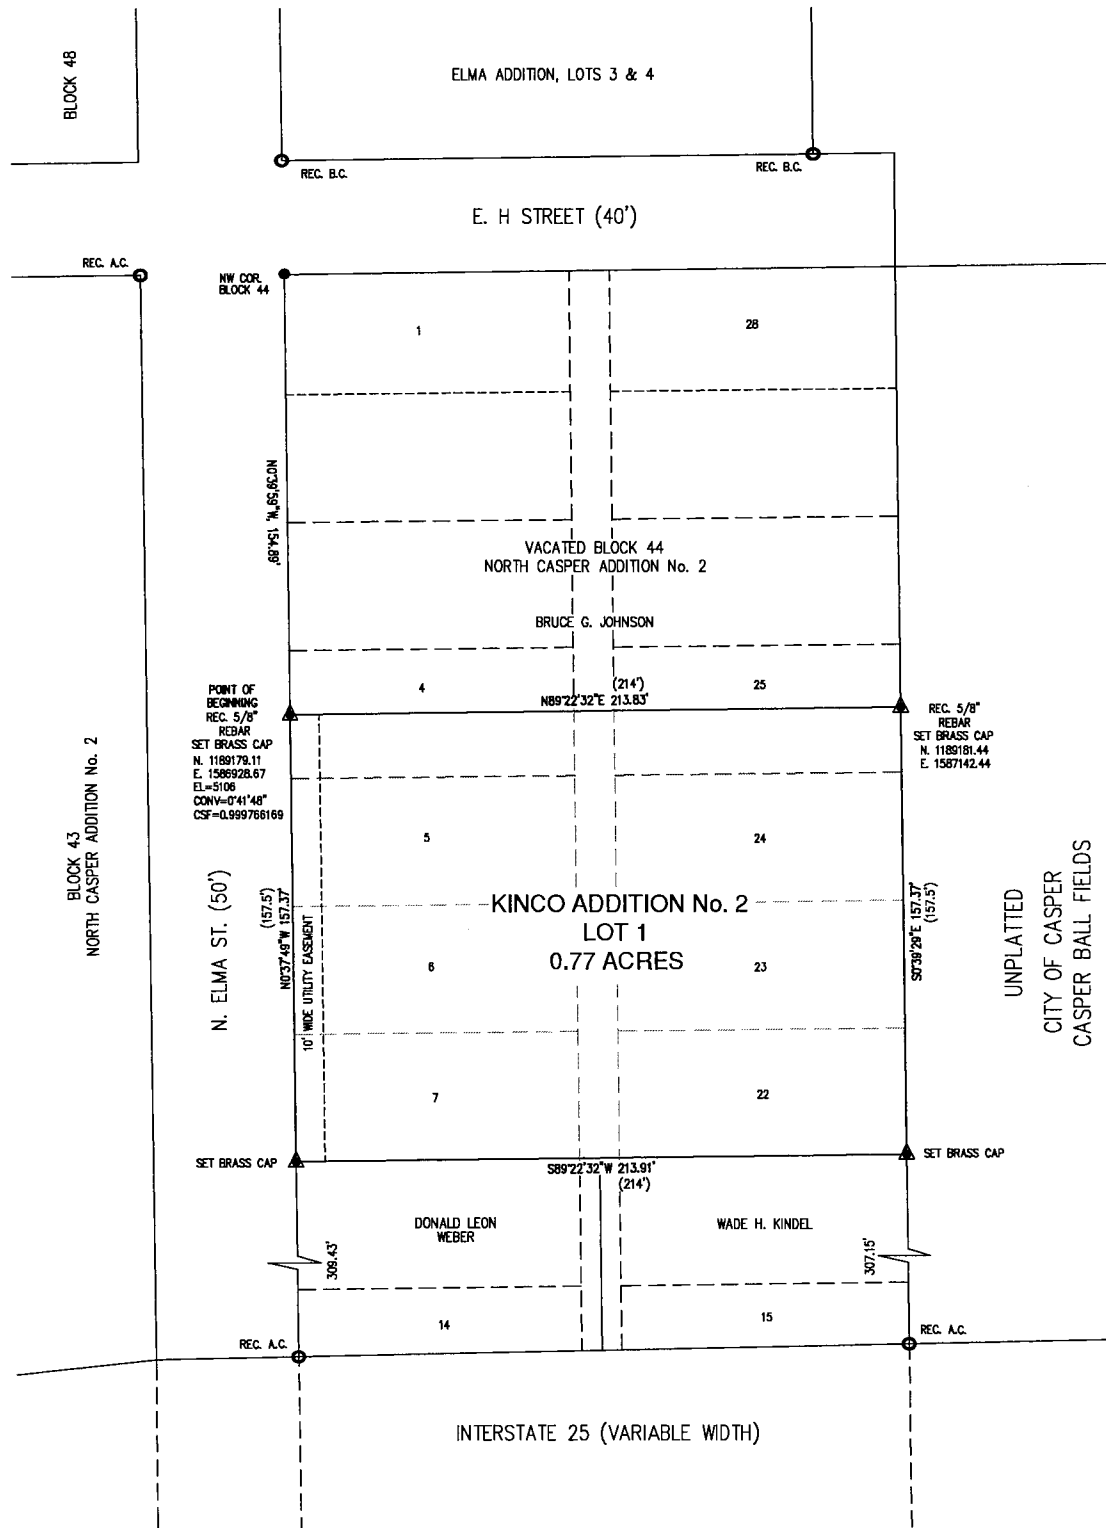 BLOCK 48
ELMA ADDITION, LOTS 3 & 4
REC. B.C.
REC. B.C.
E. H STREET (40')
REC. A.C.
NW COR.
BLOCK 44
1
28
N0°39'59"W, 154.89'
VACATED BLOCK 44
NORTH CASPER ADDITION No. 2
BRUCE G. JOHNSON
4
(214')
25
N89°22'32"E 213.83'
POINT OF
BEGINNING
REC. 5/8"
REBAR
SET BRASS CAP
N. 1189179.11
E. 1586928.67
EL=5106
CONV=0°41'48"
CSF=0.999766169
REC. 5/8"
REBAR
SET BRASS CAP
N. 1189181.44
E. 1587142.44
BLOCK 43
NORTH CASPER ADDITION No. 2
N. ELMA ST. (50')
(157.5')
N0°37'49"W 157.37'
10' WIDE UTILITY EASEMENT
5
24
KINCO ADDITION No. 2
LOT 1
0.77 ACRES
6
23
7
22
S0°39'29"E 157.37'
(157.5')
UNPLATTED
CITY OF CASPER
CASPER BALL FIELDS
SET BRASS CAP
SET BRASS CAP
S89°22'32"W 213.91'
(214')
DONALD LEON
WEBER
WADE H. KINDEL
309.43'
307.15'
14
15
REC. A.C.
REC. A.C.
INTERSTATE 25 (VARIABLE WIDTH)